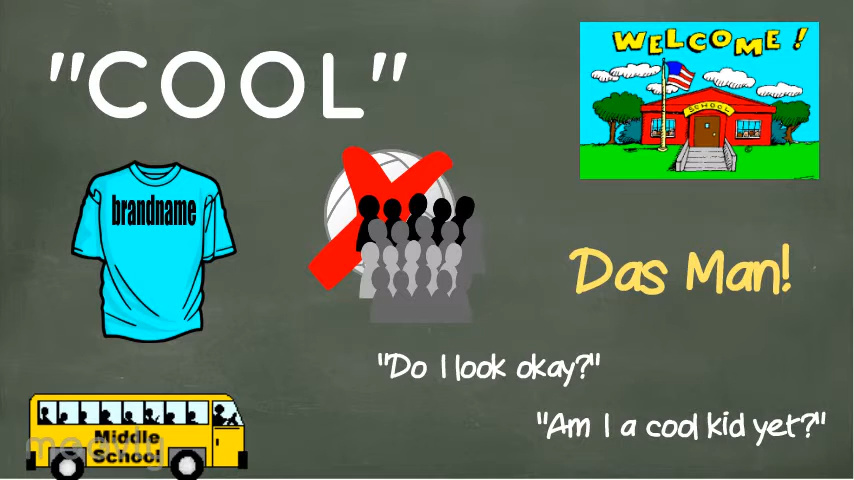 "COOL"
WELCOME!
SCHOOL
brandname
Das Man!
"Do I look okay?"
"Am I a cool kid yet?"
Middle
School